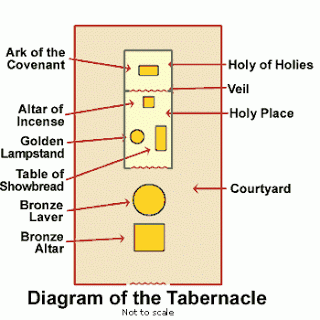 Ark of the
Covenant
Holy of Holies
Veil
Altar of
Incense
Holy Place
Golden
Lampstand
Table of
Showbread
Courtyard
Bronze
Laver
Bronze
Altar
Diagram of the Tabernacle
Not to scale